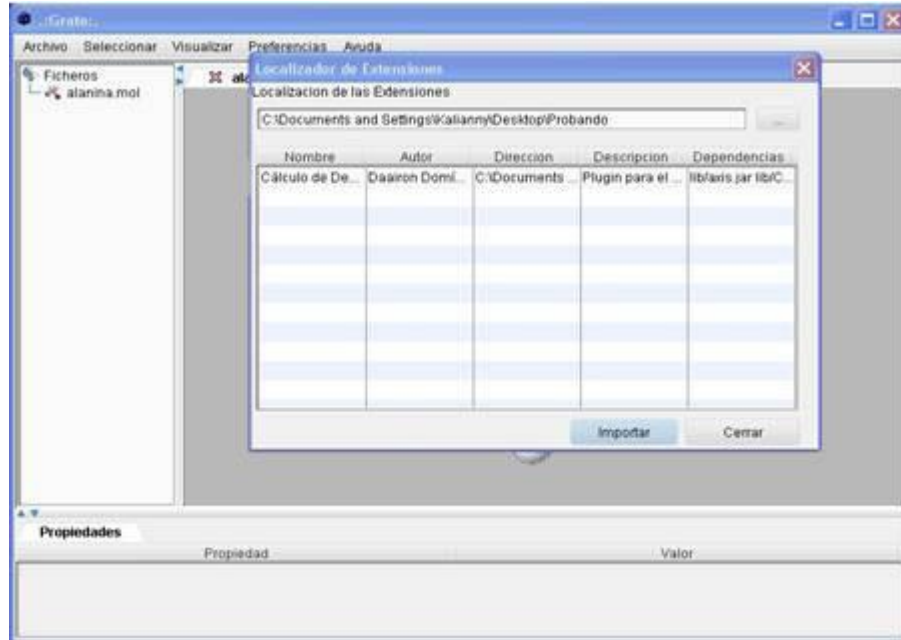 .:Grato:.
Archivo Seleccionar Visualizar Preferencias Ayuda
Ficheros
alanina.mol
Localizador de Extensiones
Localizacion de las Extensiones
C:\Documents and Settings\Kalianny\Desktop\Probando
...
Nombre Autor Direccion Descripcion Dependencias
Cálculo de De... Daairon Domí... C:\Documents ... Plugin para el ... lib/axis.jar lib/C...
Importar Cerrar
Propiedades
Propiedad Valor